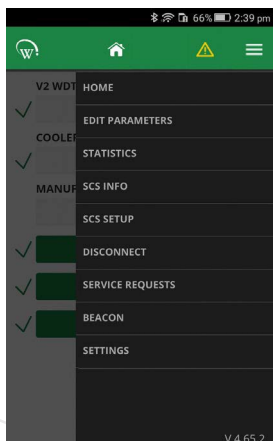 66% 2:39 pm
W
V2 WDT
HOME
EDIT PARAMETERS
COOLE
STATISTICS
MANUF
SCS INFO
SCS SETUP
DISCONNECT
SERVICE REQUESTS
BEACON
SETTINGS
V 4.65.2